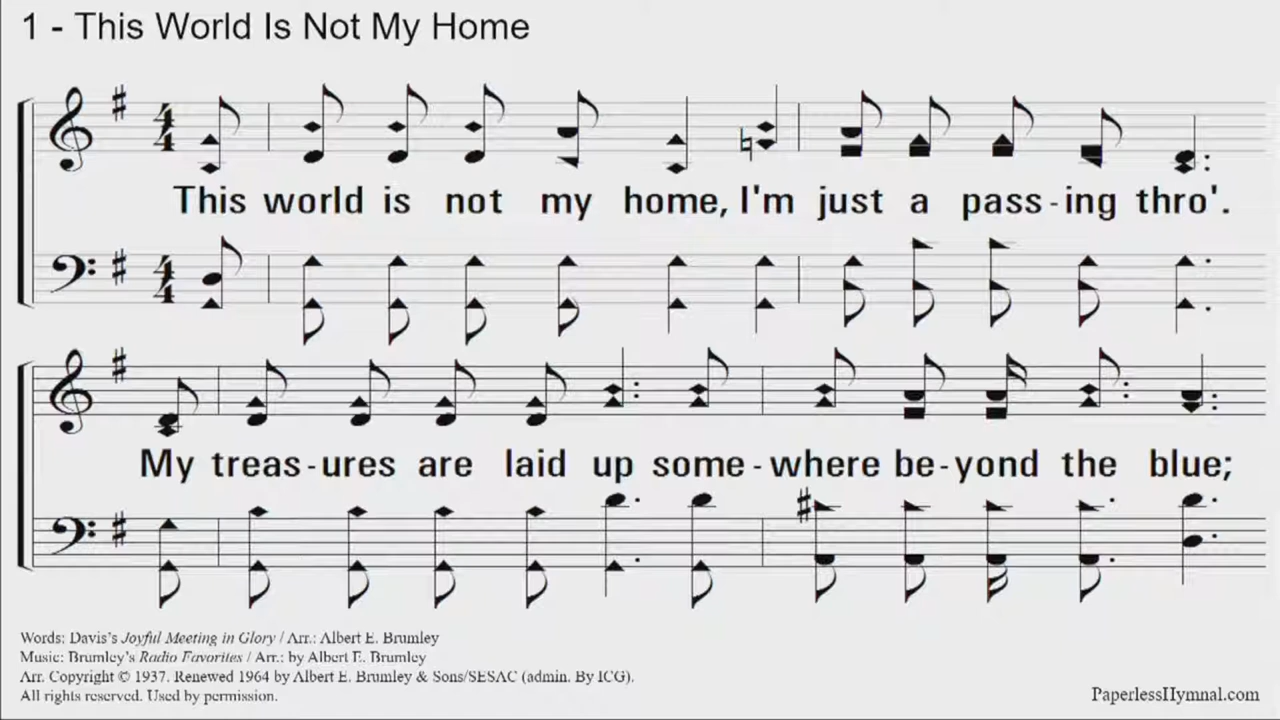 1 - This World Is Not My Home
This world is not my home, I'm just a pass - ing thro'.
My treas - ures are laid up some - where be - yond the blue;
Words: Davis's Joyful Meeting in Glory / Arr.: Albert E. Brumley
Music: Brumley's Radio Favorites / Arr.: by Albert E. Brumley
Arr. Copyright © 1937. Renewed 1964 by Albert E. Brumley & Sons/SESAC (admin. By ICG).
All rights reserved. Used by permission.
PaperlessHymnal.com